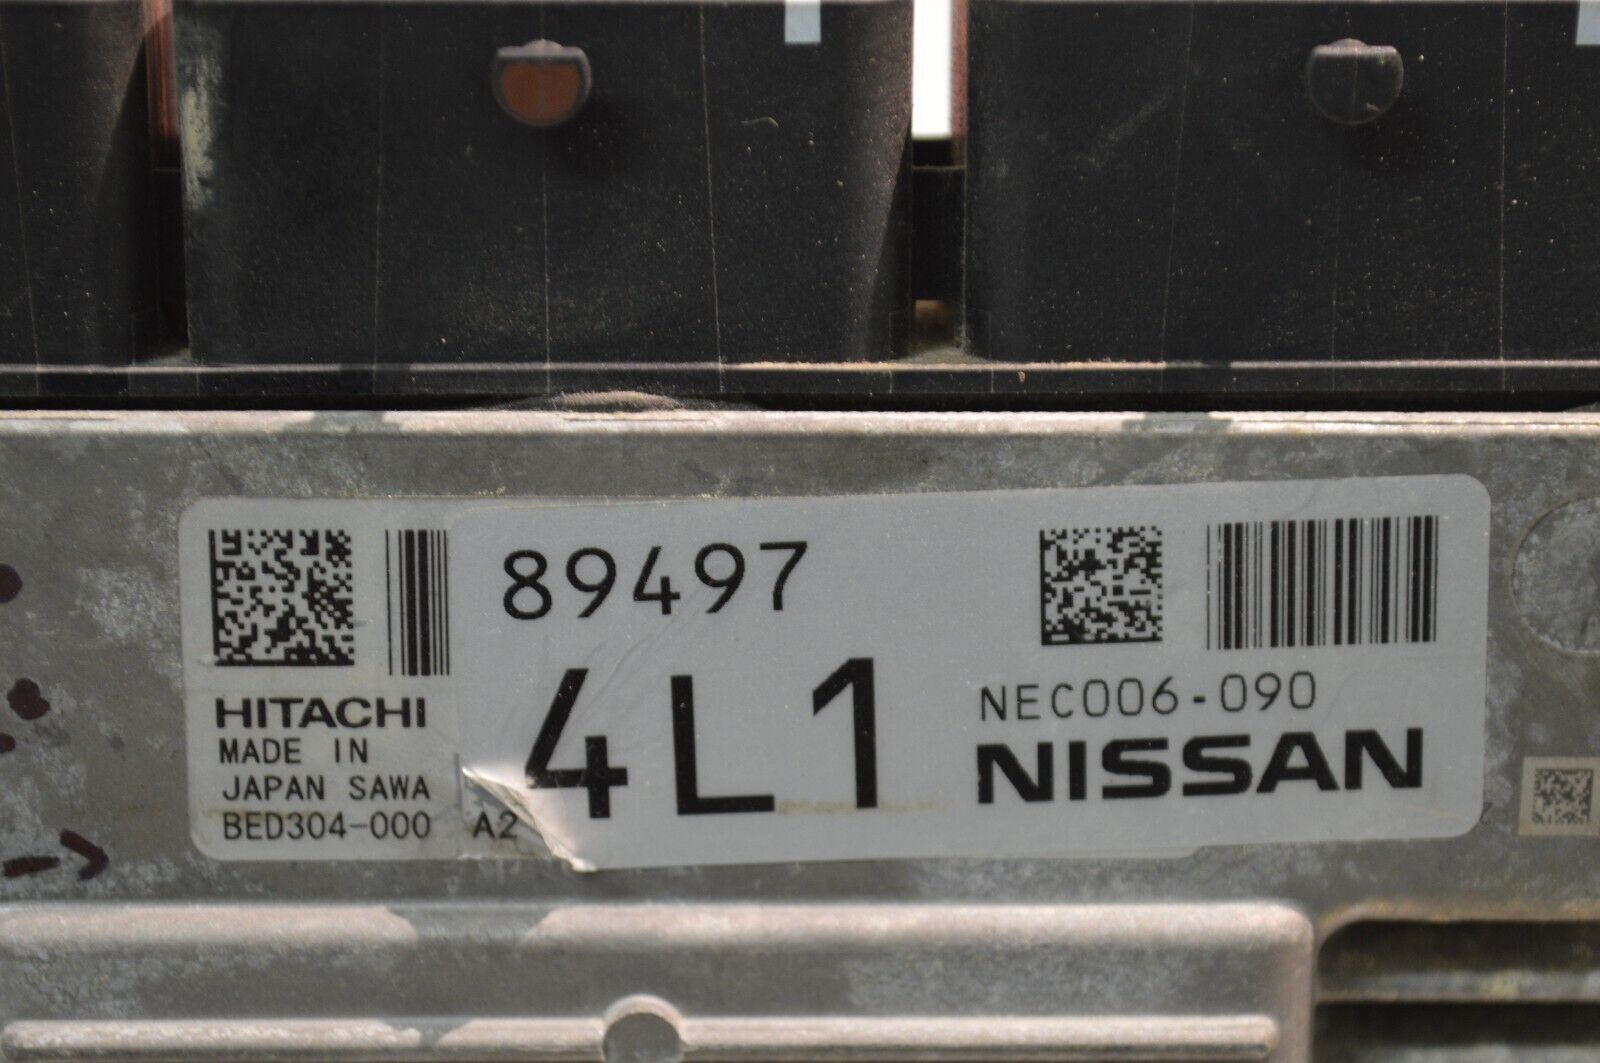 89497
4L1
NEC006-090
NISSAN
HITACHI
MADE IN
JAPAN SAWA
BED304-000 A2